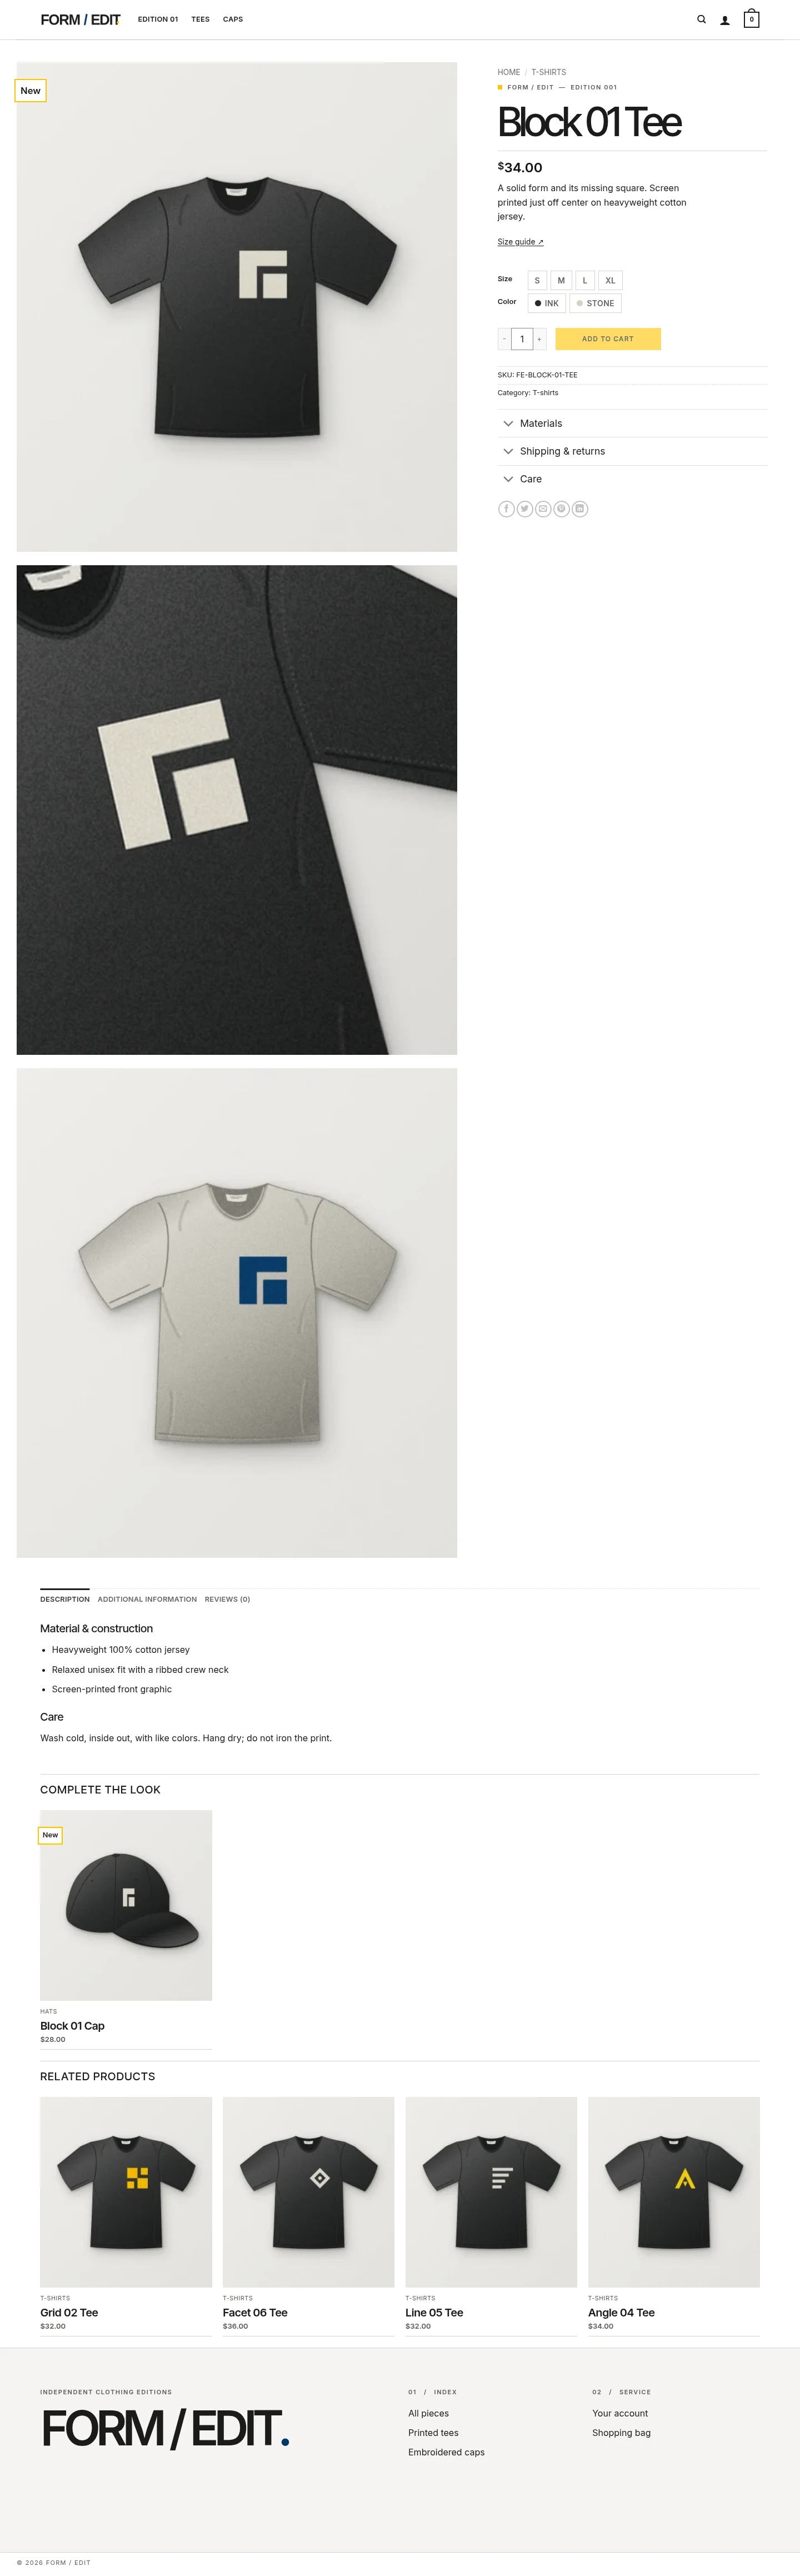 FORM / EDIT.
EDITION 01
TEES
CAPS
0
New
HOME / T-SHIRTS
FORM / EDIT — EDITION 001
Block 01 Tee
$34.00
A solid form and its missing square. Screen
printed just off center on heavyweight cotton
jersey.
Size guide ↗
Size
S
M
L
XL
Color
INK
STONE
- 1 +
ADD TO CART
SKU: FE-BLOCK-01-TEE
Category: T-shirts
Materials
Shipping & returns
Care
DESCRIPTION
ADDITIONAL INFORMATION
REVIEWS (0)
Material & construction
• Heavyweight 100% cotton jersey
• Relaxed unisex fit with a ribbed crew neck
• Screen-printed front graphic
Care
Wash cold, inside out, with like colors. Hang dry; do not iron the print.
COMPLETE THE LOOK
New
HATS
Block 01 Cap
$28.00
RELATED PRODUCTS
T-SHIRTS
Grid 02 Tee
$32.00
T-SHIRTS
Facet 06 Tee
$36.00
T-SHIRTS
Line 05 Tee
$32.00
T-SHIRTS
Angle 04 Tee
$34.00
INDEPENDENT CLOTHING EDITIONS
FORM / EDIT.
01 / INDEX
All pieces
Printed tees
Embroidered caps
02 / SERVICE
Your account
Shopping bag
© 2026 FORM / EDIT